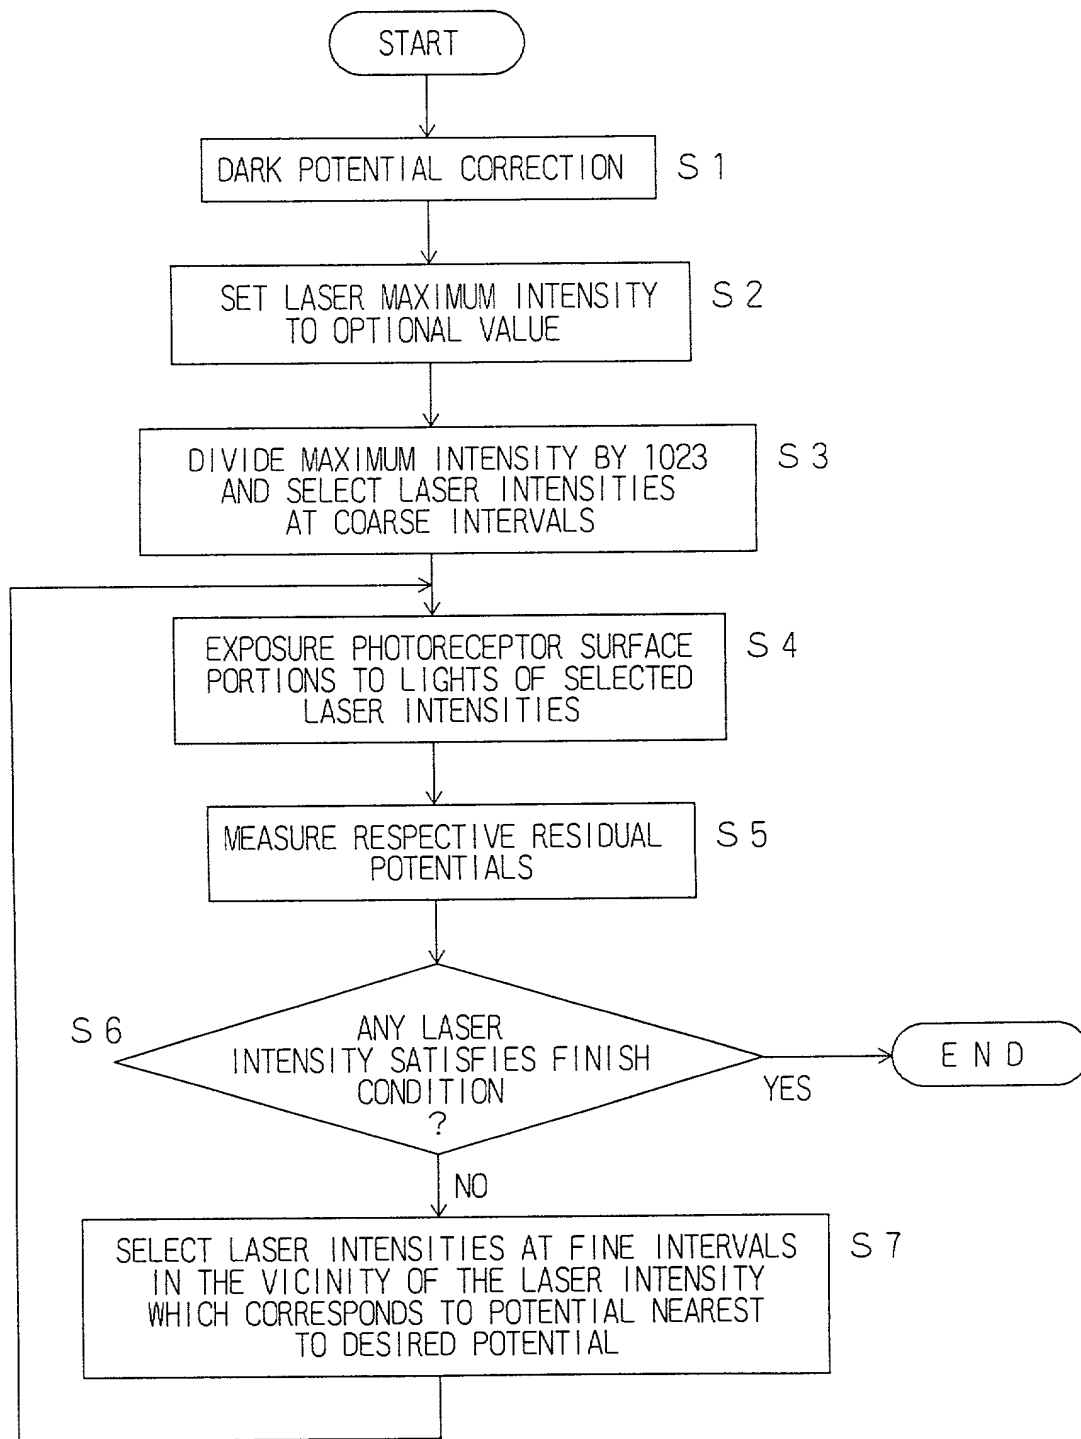 START
DARK POTENTIAL CORRECTION
S 1
SET LASER MAXIMUM INTENSITY
TO OPTIONAL VALUE
S 2
DIVIDE MAXIMUM INTENSITY BY 1023
AND SELECT LASER INTENSITIES
AT COARSE INTERVALS
S 3
EXPOSURE PHOTORECEPTOR SURFACE
PORTIONS TO LIGHTS OF SELECTED
LASER INTENSITIES
S 4
MEASURE RESPECTIVE RESIDUAL
POTENTIALS
S 5
S 6
ANY LASER
INTENSITY SATISFIES FINISH
CONDITION
?
YES
END
NO
SELECT LASER INTENSITIES AT FINE INTERVALS
IN THE VICINITY OF THE LASER INTENSITY
WHICH CORRESPONDS TO POTENTIAL NEAREST
TO DESIRED POTENTIAL
S 7